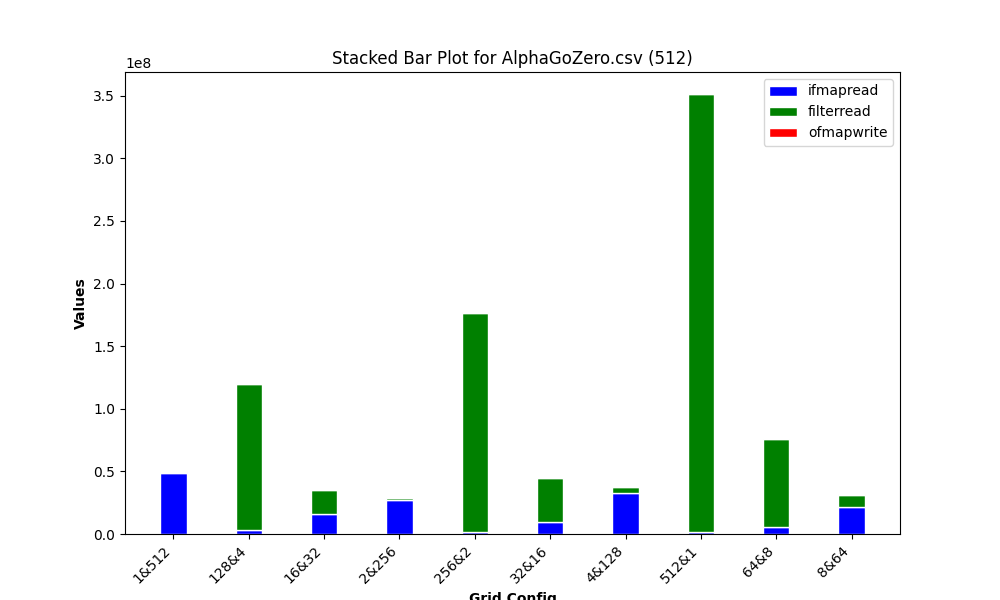 Stacked Bar Plot for AlphaGoZero.csv (512)
1e8
3.5
3.0
2.5
2.0
1.5
1.0
0.5
0.0
Values
ifmapread
filterread
ofmapwrite
1&512
128&4
16&32
2&256
256&2
32&16
4&128
512&1
64&8
8&64
Grid Config